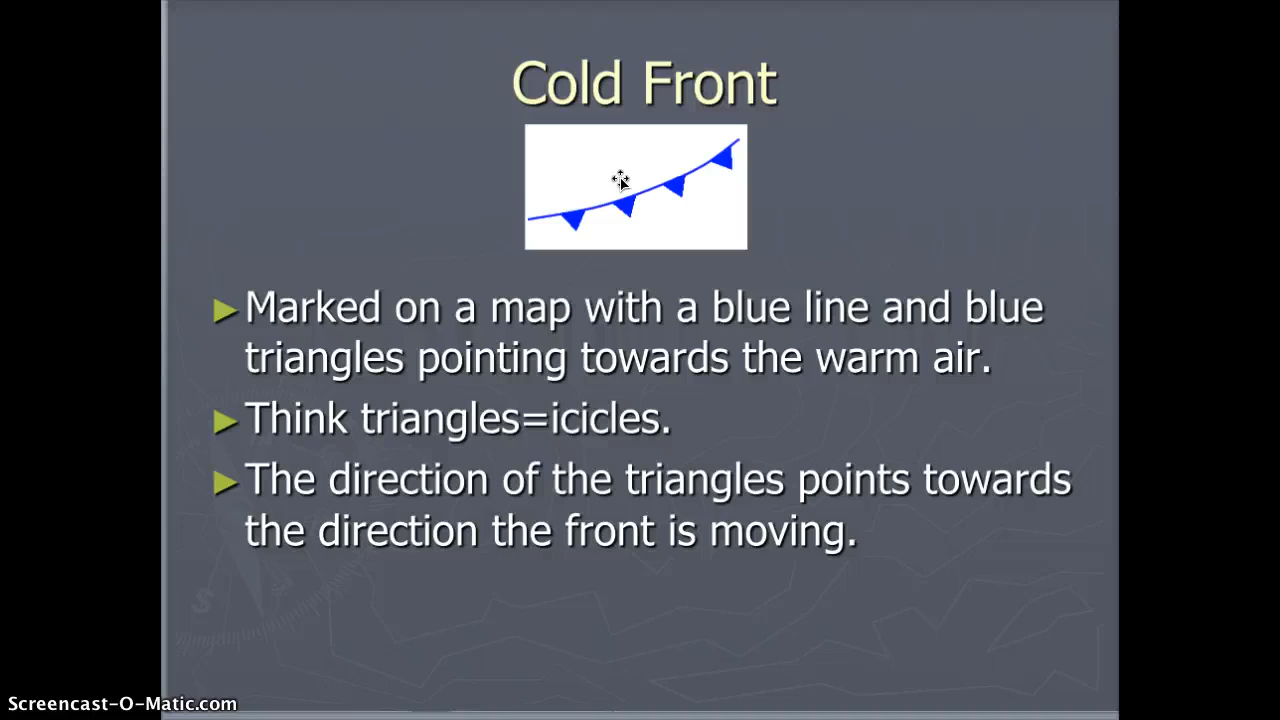 Cold Front
Marked on a map with a blue line and blue
triangles pointing towards the warm air.
Think triangles=icicles.
The direction of the triangles points towards
the direction the front is moving.
S
Screencast-O-Matic.com